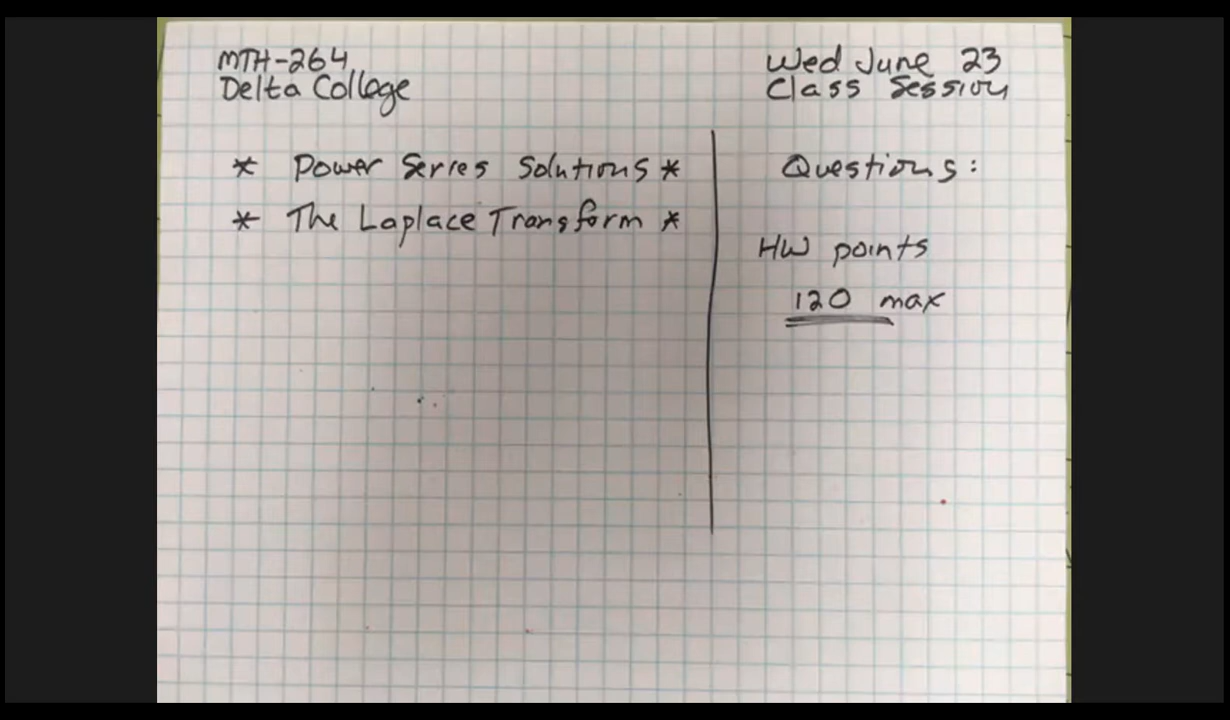 MTH-264
Delta College
Wed June 23
Class Session
* Power Series Solutions *
* The Laplace Transform *
Questions:
HW points
120 max